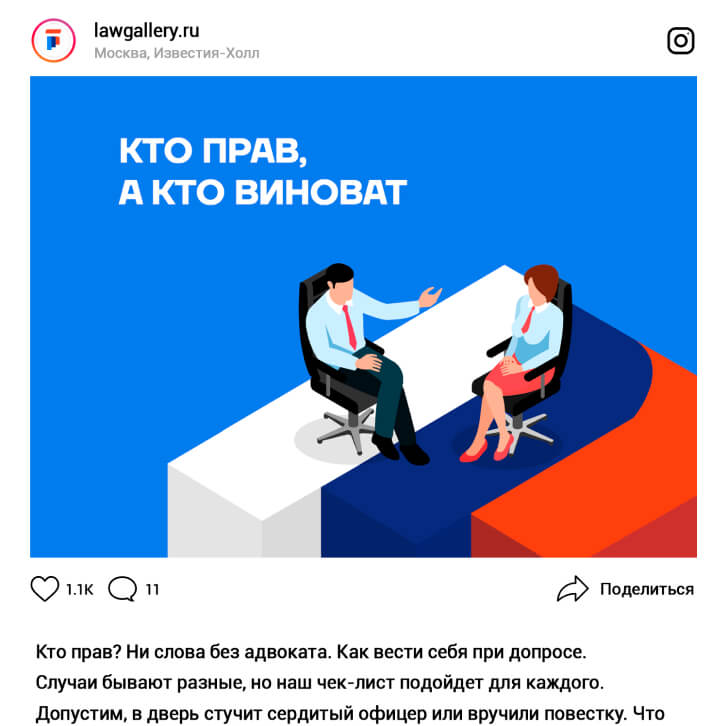 lawgallery.ru
Москва, Известия-Холл
КТО ПРАВ,
А КТО ВИНОВАТ
1.1K
11
Поделиться
Кто прав? Ни слова без адвоката. Как вести себя при допросе.
Случаи бывают разные, но наш чек-лист подойдет для каждого.
Допустим, в дверь стучит сердитый офицер или вручили повестку. Что